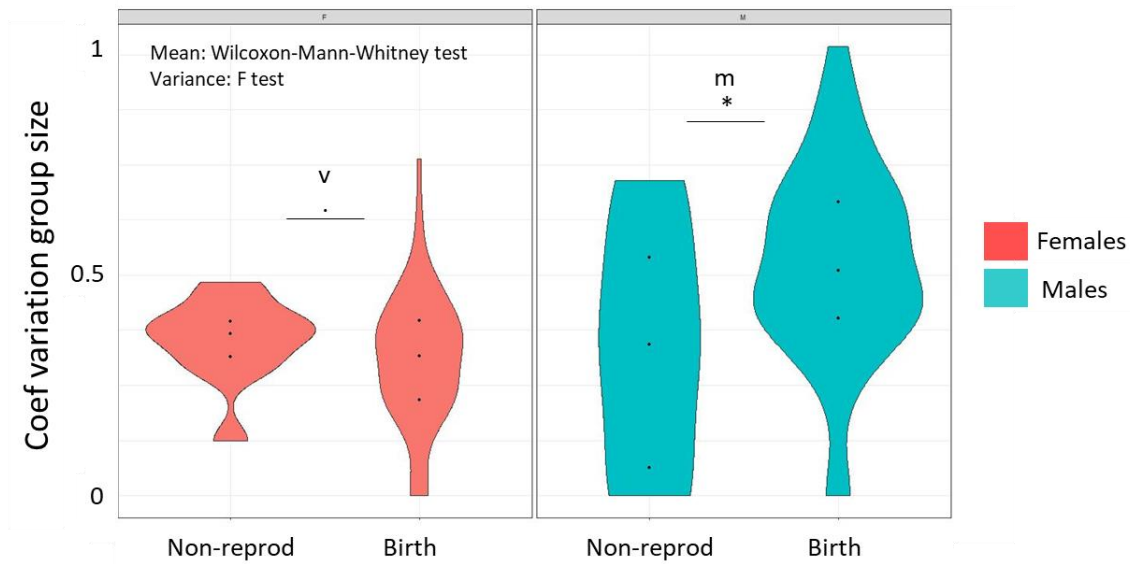 F
M
Mean: Wilcoxon-Mann-Whitney test
Variance: F test
Coef variation group size
1
0.5
0
v
.
m
*
Females
Males
Non-reprod
Birth
Non-reprod
Birth